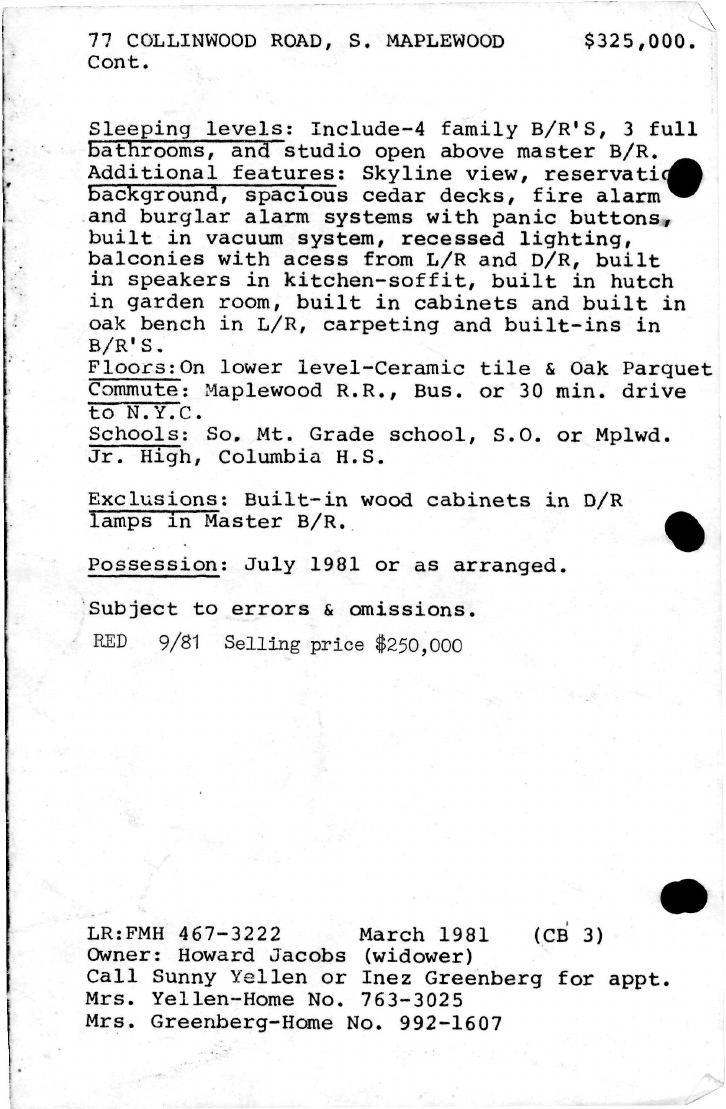 77 COLLINWOOD ROAD, S. MAPLEWOOD $325,000.
Cont.
Sleeping levels: Include-4 family B/R'S, 3 full
bathrooms, and studio open above master B/R.
Additional features: Skyline view, reservatio
background, spacious cedar decks, fire alarm
and burglar alarm systems with panic buttons,
built in vacuum system, recessed lighting,
balconies with acess from L/R and D/R, built
in speakers in kitchen-soffit, built in hutch
in garden room, built in cabinets and built in
oak bench in L/R, carpeting and built-ins in
B/R'S.
Floors:On lower level-Ceramic tile & Oak Parquet
Commute: Maplewood R.R., Bus. or 30 min. drive
to N.Y.C.
Schools: So. Mt. Grade school, S.O. or Mplwd.
Jr. High, Columbia H.S.
Exclusions: Built-in wood cabinets in D/R
lamps in Master B/R.
Possession: July 1981 or as arranged.
Subject to errors & omissions.
RED 9/81 Selling price $250,000
LR:FMH 467-3222 March 1981 (CB 3)
Owner: Howard Jacobs (widower)
Call Sunny Yellen or Inez Greenberg for appt.
Mrs. Yellen-Home No. 763-3025
Mrs. Greenberg-Home No. 992-1607